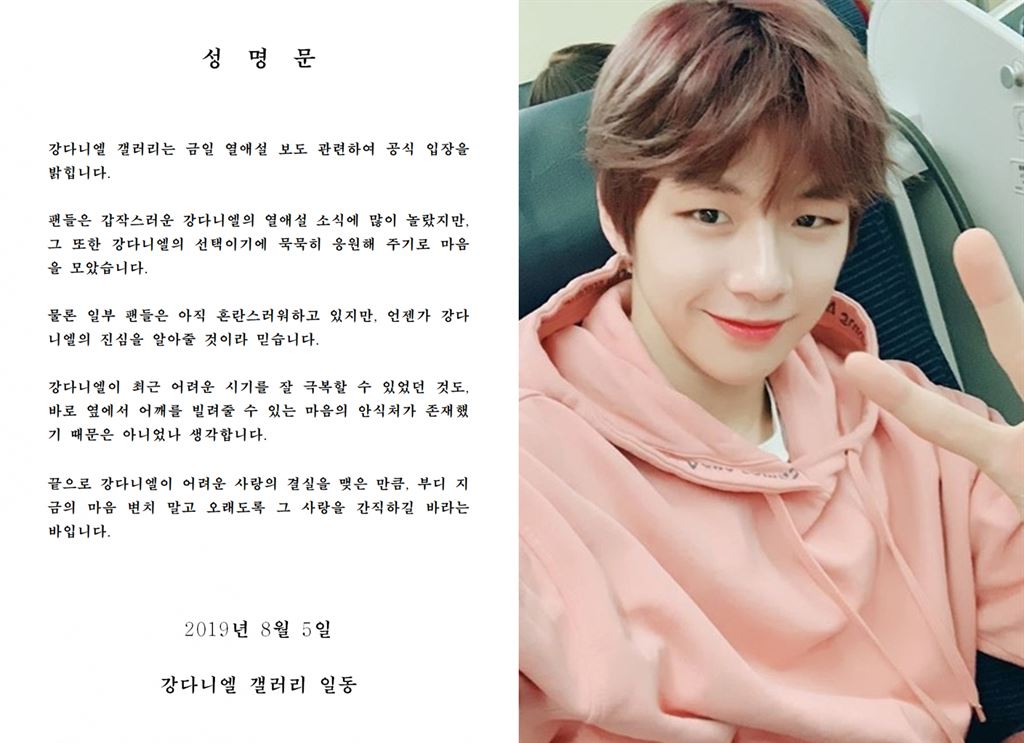 성 명 문
강다니엘 갤러리는 금일 열애설 보도 관련하여 공식 입장을
밝힙니다.
팬들은 갑작스러운 강다니엘의 열애설 소식에 많이 놀랐지만,
그 또한 강다니엘의 선택이기에 묵묵히 응원해 주기로 마음
을 모았습니다.
물론 일부 팬들은 아직 혼란스러워하고 있지만, 언젠가 강다
니엘의 진심을 알아줄 것이라 믿습니다.
강다니엘이 최근 어려운 시기를 잘 극복할 수 있었던 것도,
바로 옆에서 어깨를 빌려줄 수 있는 마음의 안식처가 존재했
기 때문은 아니었나 생각합니다.
끝으로 강다니엘이 어려운 사랑의 결실을 맺은 만큼, 부디 지
금의 마음 변치 말고 오래도록 그 사랑을 간직하길 바라는
바입니다.
2019년 8월 5일
강다니엘 갤러리 일동